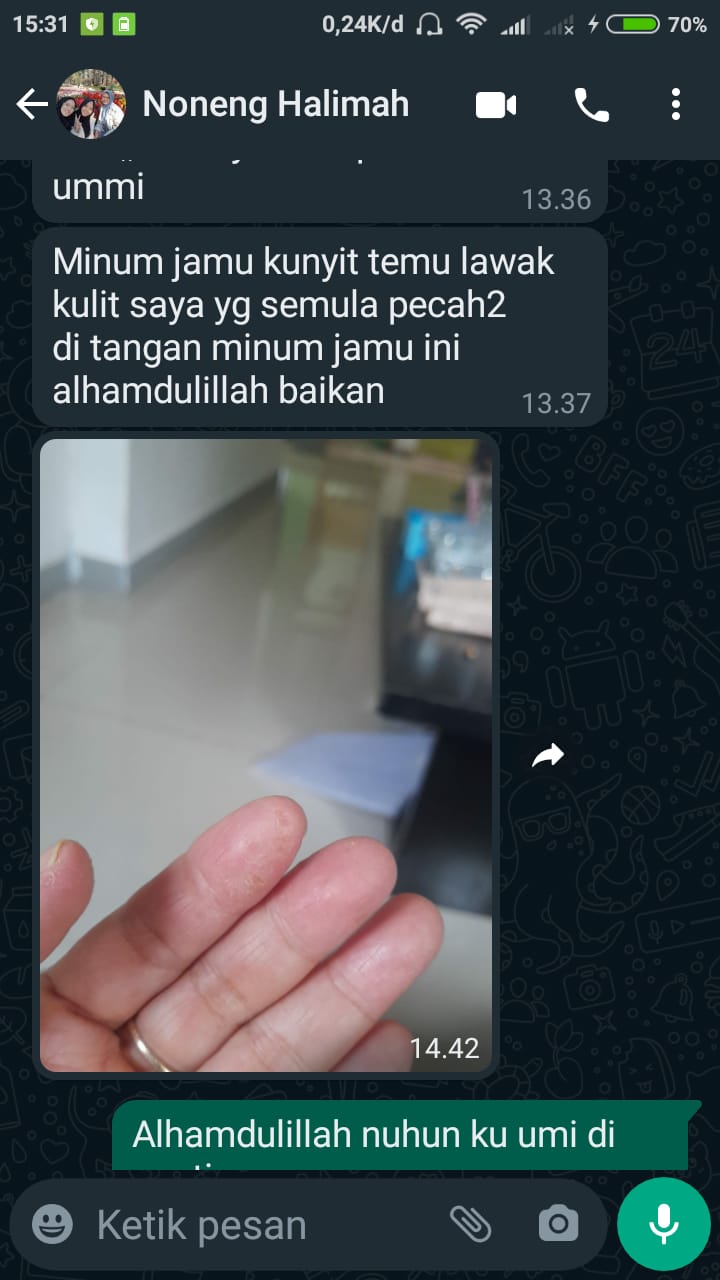 15:31
0,24K/d
70%
Noneng Halimah
ummi
13.36
Minum jamu kunyit temu lawak
kulit saya yg semula pecah2
di tangan minum jamu ini
alhamdulillah baikan
13.37
14.42
Alhamdulillah nuhun ku umi di
Ketik pesan